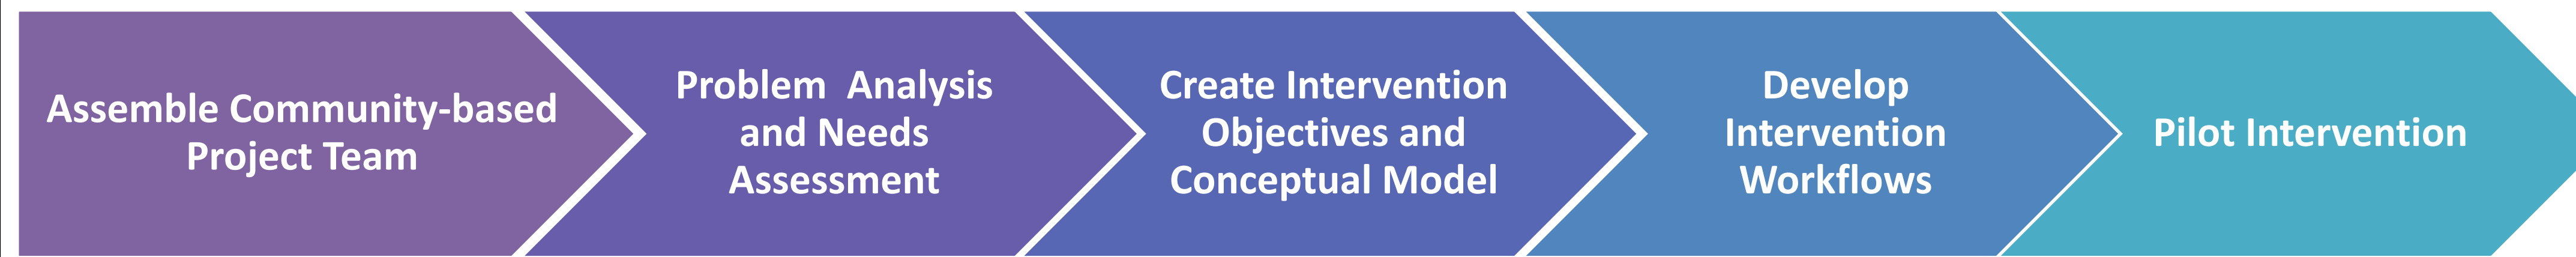 Assemble Community-based
Project Team
Problem  Analysis
and Needs
Assessment
Create Intervention
Objectives and
Conceptual Model
Develop
Intervention
Workflows
Pilot Intervention